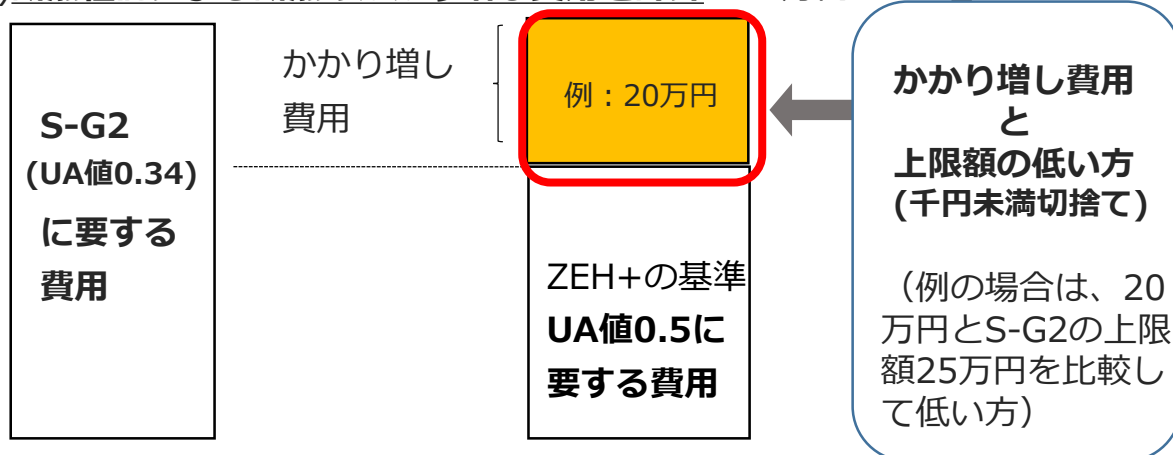 S-G2
(UA値0.34)
に要する
費用
かかり増し
費用
例：20万円
ZEH+の基準
UA値0.5に
要する費用
かかり増し費用
と
上限額の低い方
(千円未満切捨て)
（例の場合は、20
万円とS-G2の上限
額25万円を比較し
て低い方）